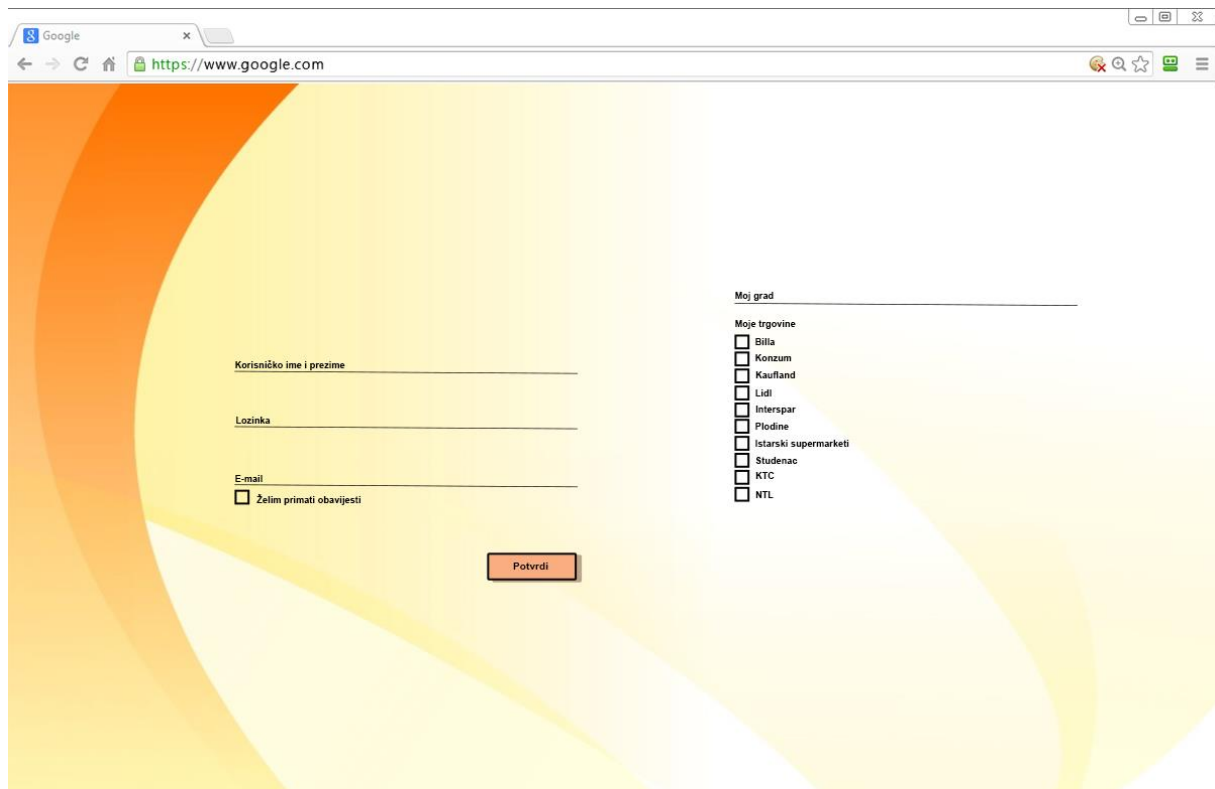 Google
https://www.google.com
Korisničko ime i prezime
Lozinka
E-mail
Želim primati obavijesti
Potvrdi
Moj grad
Moje trgovine
Billa
Konzum
Kaufland
Lidl
Interspar
Plodine
Istarski supermarketi
Studenac
KTC
NTL